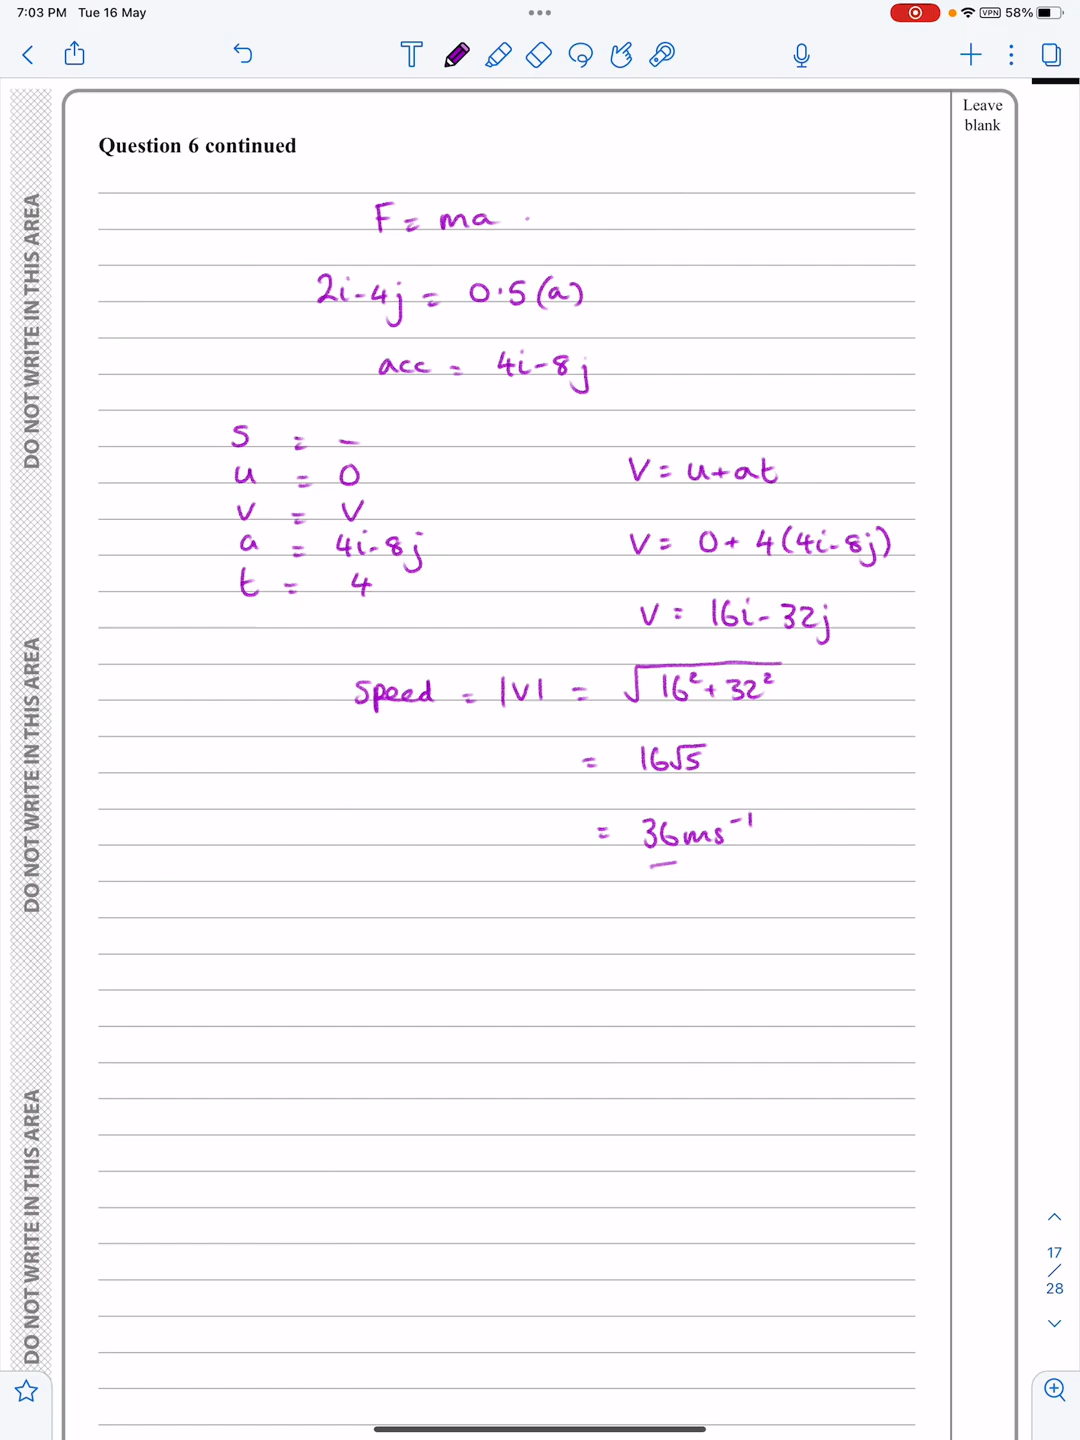 7:03 PM Tue 16 May
VPN 58%
T
Leave
blank
Question 6 continued
F = ma
2i-4j = 0.5(a)
acc = 4i-8j
S = -
u = 0
v = V
a = 4i-8j
t = 4
V = u+at
V = 0+ 4(4i-8j)
V = 16i-32j
speed = |V| = √16²+32²
= 16√5
= 36ms⁻¹
DO NOT WRITE IN THIS AREA
DO NOT WRITE IN THIS AREA
DO NOT WRITE IN THIS AREA
17
/
28